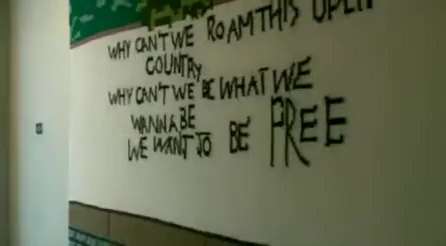 WHY CAN'T WE ROAM THIS OPEN
COUNTRY
WHY CAN'T WE BE WHAT WE
WANNA BE
WE WANT TO BE FREE